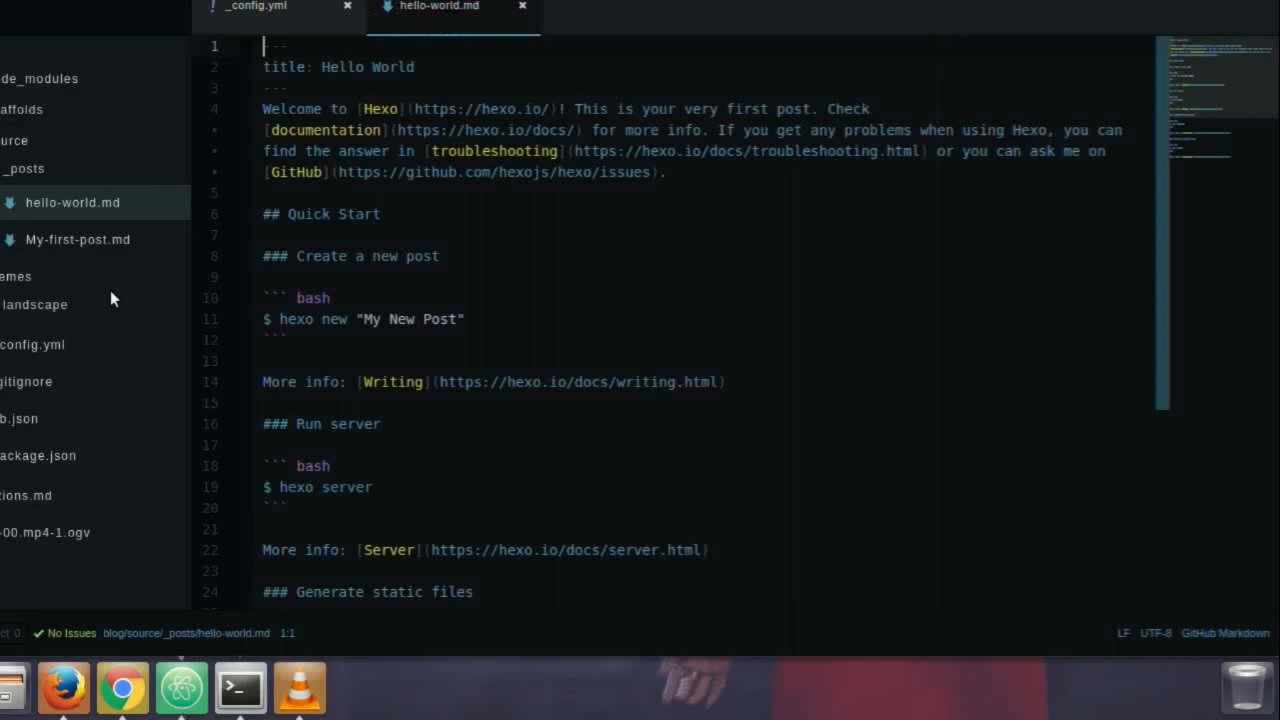 _config.yml
hello-world.md
de_modules
affolds
urce
_posts
hello-world.md
My-first-post.md
emes
landscape
config.yml
gitignore
b.json
ackage.json
tions.md
-00.mp4-1.ogv
1 ---
2 title: Hello World
3 ---
4 Welcome to [Hexo](https://hexo.io/)! This is your very first post. Check
• [documentation](https://hexo.io/docs/) for more info. If you get any problems when using Hexo, you can
• find the answer in [troubleshooting](https://hexo.io/docs/troubleshooting.html) or you can ask me on
• [GitHub](https://github.com/hexojs/hexo/issues).
5
6 ## Quick Start
7
8 ### Create a new post
9
10 ``` bash
11 $ hexo new "My New Post"
12 ```
13
14 More info: [Writing](https://hexo.io/docs/writing.html)
15
16 ### Run server
17
18 ``` bash
19 $ hexo server
20 ```
21
22 More info: [Server](https://hexo.io/docs/server.html)
23
24 ### Generate static files
ct 0 No Issues blog/source/_posts/hello-world.md 1:1 LF UTF-8 GitHub Markdown